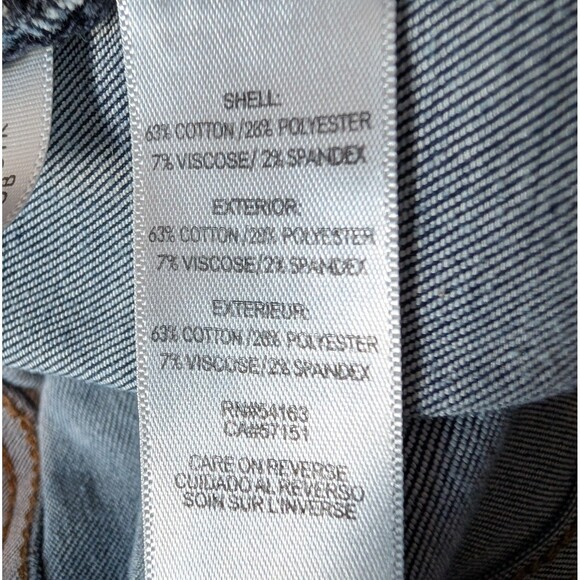 SHELL:
63% COTTON/28% POLYESTER
7% VISCOSE/2% SPANDEX
EXTERIOR:
63% COTTON/28% POLYESTER
7% VISCOSE/2% SPANDEX
EXTERIEUR:
63% COTTON/28% POLYESTER
7% VISCOSE/2% SPANDEX
RN#54163
CA#57151
CARE ON REVERSE
CUIDADO AL REVERSO
SOIN SUR L'INVERSE